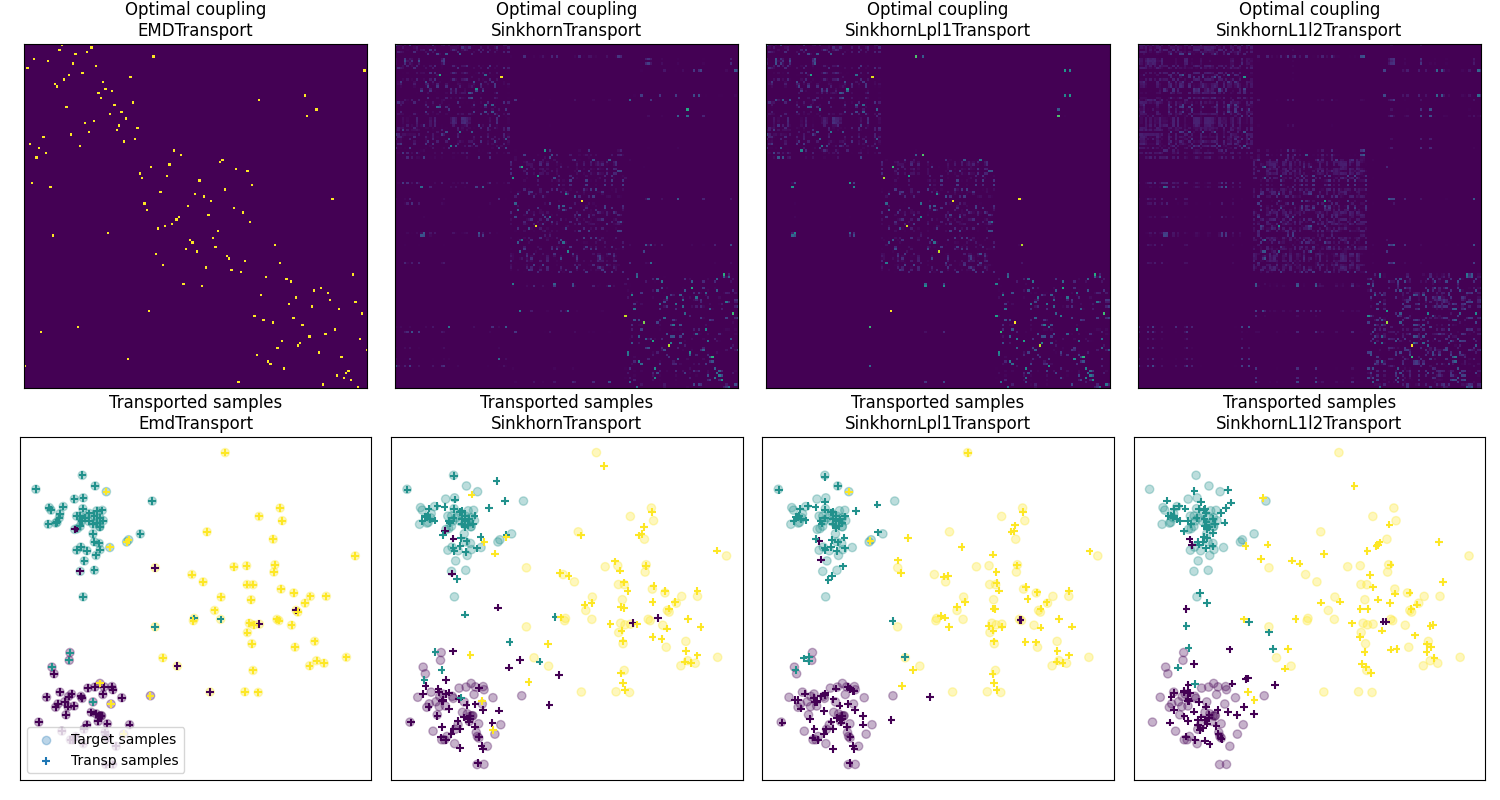 Optimal coupling
EMDTransport
Optimal coupling
SinkhornTransport
Optimal coupling
SinkhornLpl1Transport
Optimal coupling
SinkhornL1l2Transport
Transported samples
EmdTransport
Transported samples
SinkhornTransport
Transported samples
SinkhornLpl1Transport
Transported samples
SinkhornL1l2Transport
Target samples
Transp samples